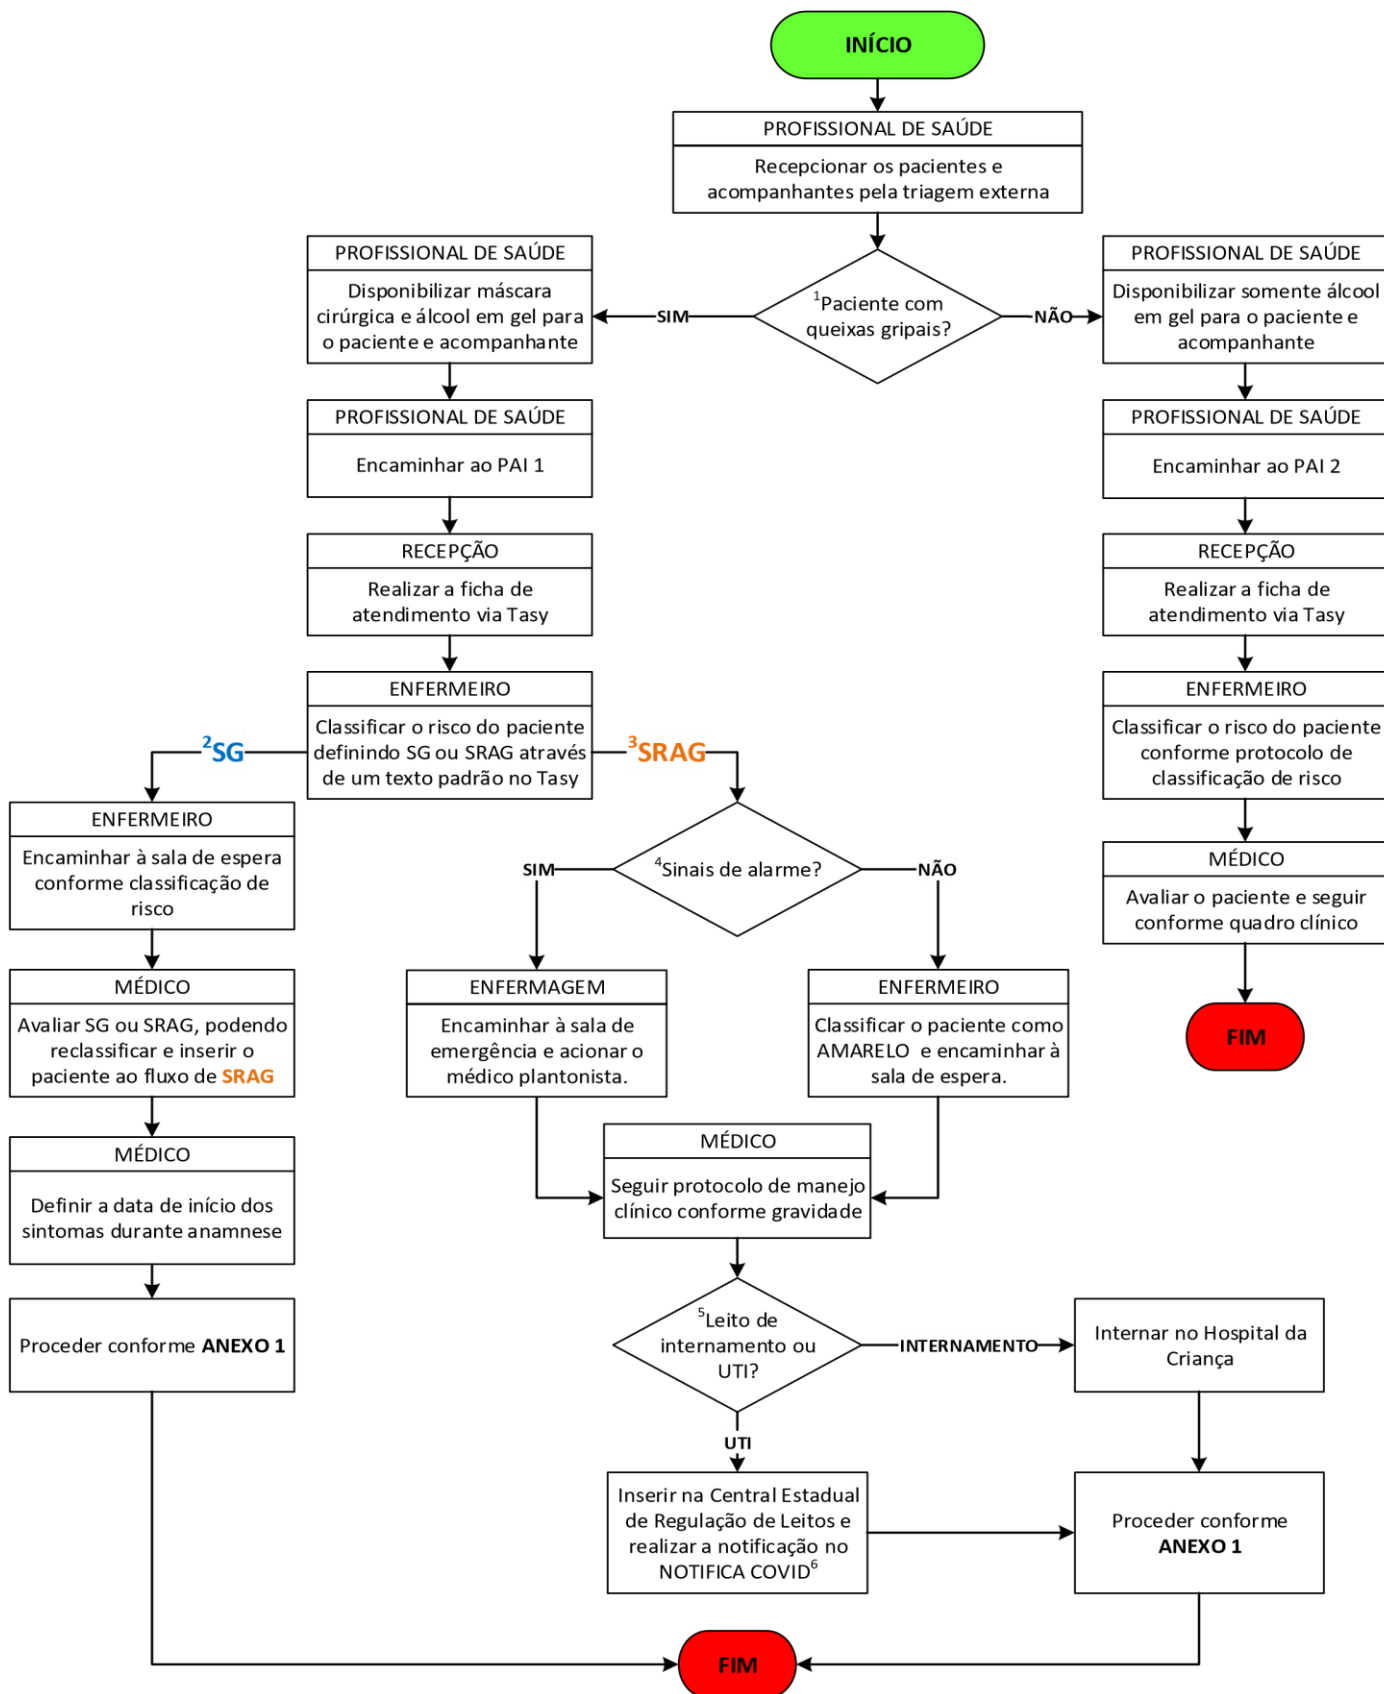 INÍCIO
PROFISSIONAL DE SAÚDE
Recepcionar os pacientes e
acompanhantes pela triagem externa
PROFISSIONAL DE SAÚDE
Disponibilizar máscara
cirúrgica e álcool em gel para
o paciente e acompanhante
SIM
¹Paciente com
queixas gripais?
NÃO
PROFISSIONAL DE SAÚDE
Disponibilizar somente álcool
em gel para o paciente e
acompanhante
PROFISSIONAL DE SAÚDE
Encaminhar ao PAI 1
PROFISSIONAL DE SAÚDE
Encaminhar ao PAI 2
RECEPÇÃO
Realizar a ficha de
atendimento via Tasy
RECEPÇÃO
Realizar a ficha de
atendimento via Tasy
ENFERMEIRO
Classificar o risco do paciente
definindo SG ou SRAG através
de um texto padrão no Tasy
²SG
³SRAG
ENFERMEIRO
Classificar o risco do paciente
conforme protocolo de
classificação de risco
ENFERMEIRO
Encaminhar à sala de espera
conforme classificação de
risco
SIM
⁴Sinais de alarme?
NÃO
MÉDICO
Avaliar o paciente e seguir
conforme quadro clínico
MÉDICO
Avaliar SG ou SRAG, podendo
reclassificar e inserir o
paciente ao fluxo de SRAG
ENFERMAGEM
Encaminhar à sala de
emergência e acionar o
médico plantonista.
ENFERMEIRO
Classificar o paciente como
AMARELO e encaminhar à
sala de espera.
FIM
MÉDICO
Definir a data de início dos
sintomas durante anamnese
MÉDICO
Seguir protocolo de manejo
clínico conforme gravidade
Proceder conforme ANEXO 1
⁵Leito de
internamento ou
UTI?
INTERNAMENTO
Internar no Hospital da
Criança
UTI
Inserir na Central Estadual
de Regulação de Leitos e
realizar a notificação no
NOTIFICA COVID⁶
Proceder conforme
ANEXO 1
FIM